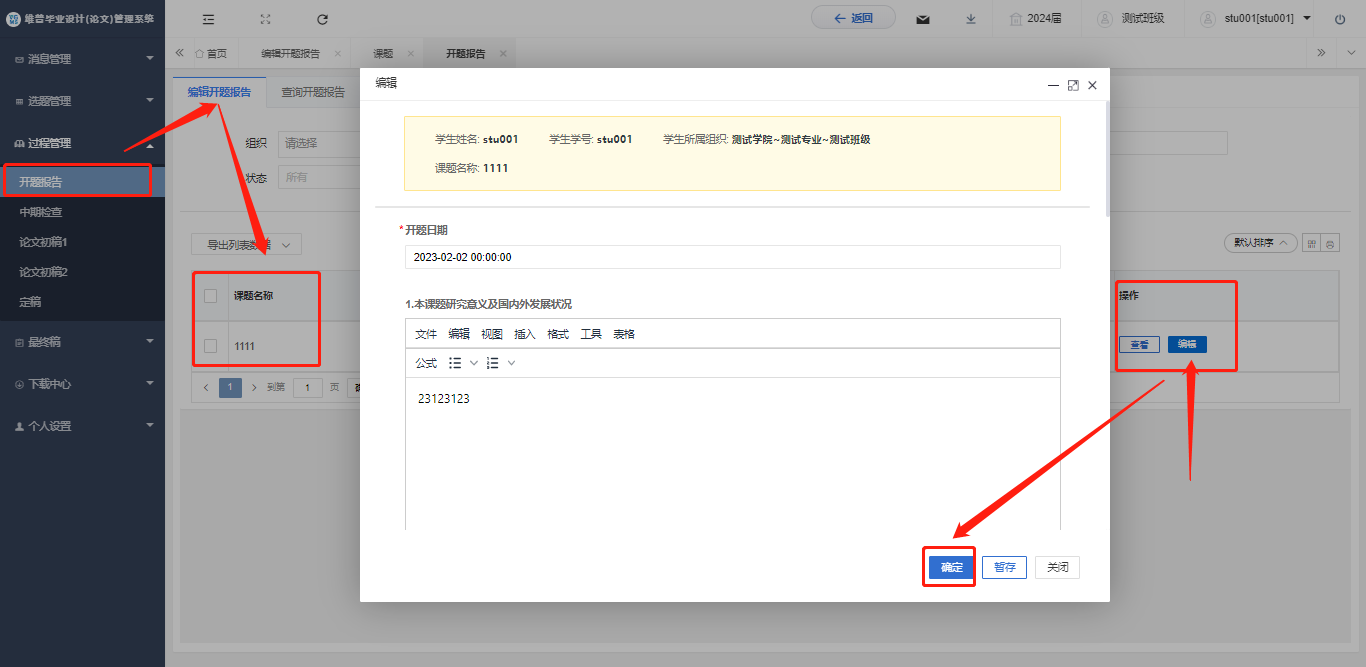 维普毕业设计(论文)管理系统
返回
2024届
测试班级
stu001[stu001]
首页
编辑开题报告
课题
开题报告
消息管理
选题管理
过程管理
开题报告
中期检查
论文初稿1
论文初稿2
定稿
最终稿
下载中心
个人设置
编辑开题报告
查询开题报告
组织
请选择
状态
所有
导出列表数据
默认排序
课题名称
操作
1111
查看
编辑
1
到第
1
页
编辑
学生姓名: stu001
学生学号: stu001
学生所属组织: 测试学院~测试专业~测试班级
课题名称: 1111
*开题日期
2023-02-02 00:00:00
1.本课题研究意义及国内外发展状况
文件 编辑 视图 插入 格式 工具 表格
公式
23123123
确定
暂存
关闭